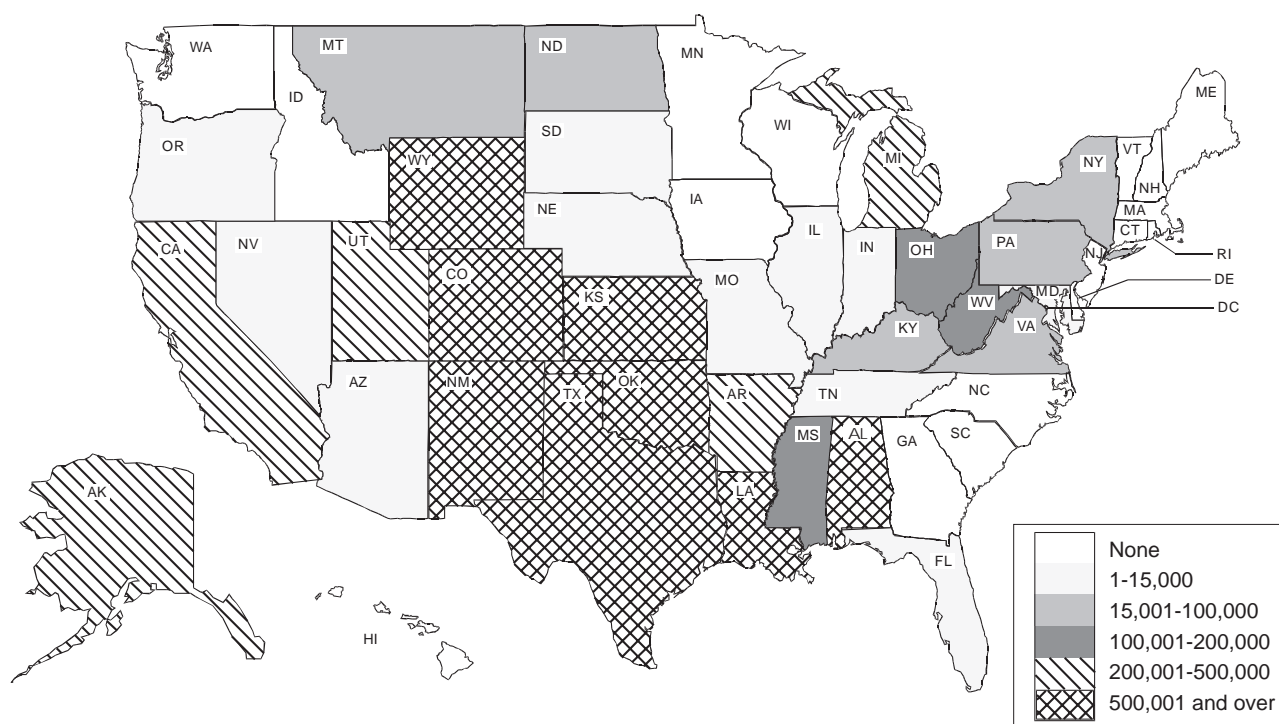 WA
MT
ND
MN
ME
ID
WI
VT
OR
SD
NY
WY
MI
NH
IA
MA
NE
CT
CA
NV
UT
IL
IN
OH
PA
NJ
RI
CO
MO
DE
KS
WV
MD
DC
KY
VA
AZ
NM
TX
OK
AR
TN
NC
MS
AL
GA
SC
AK
LA
FL
HI
None
1-15,000
15,001-100,000
100,001-200,000
200,001-500,000
500,001 and over